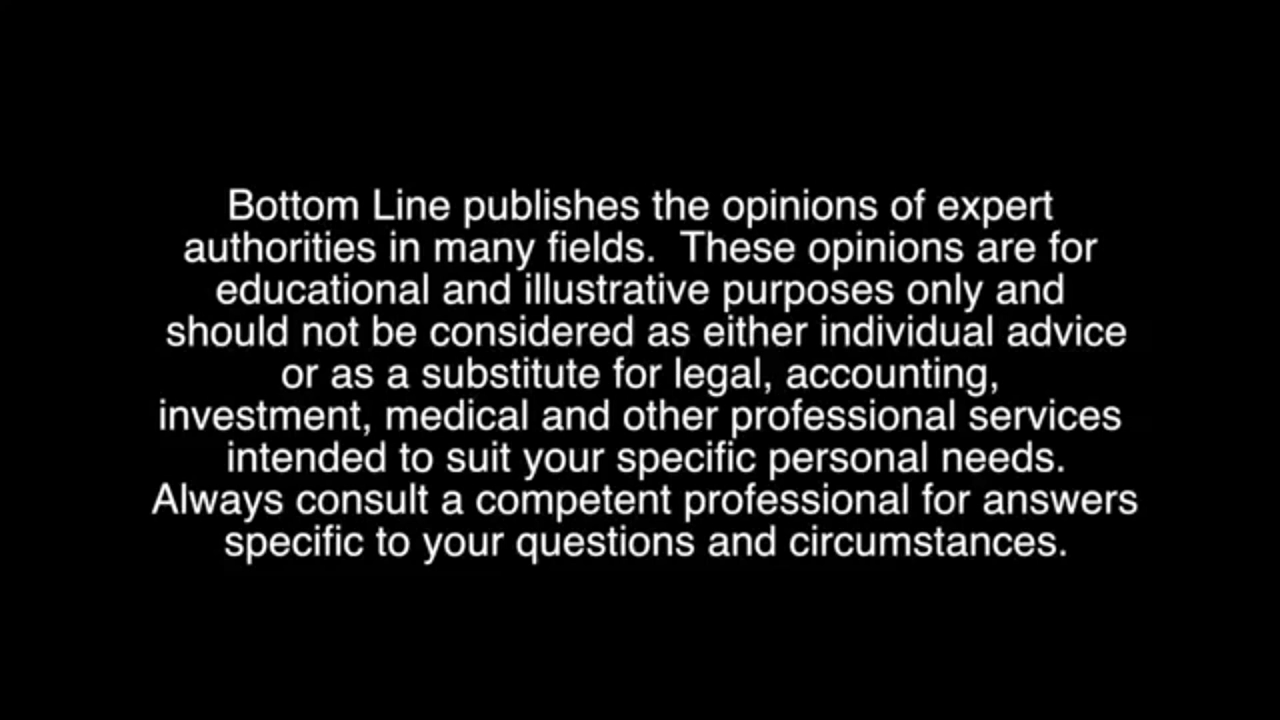 Bottom Line publishes the opinions of expert
authorities in many fields.  These opinions are for
educational and illustrative purposes only and
should not be considered as either individual advice
or as a substitute for legal, accounting,
investment, medical and other professional services
intended to suit your specific personal needs.
Always consult a competent professional for answers
specific to your questions and circumstances.